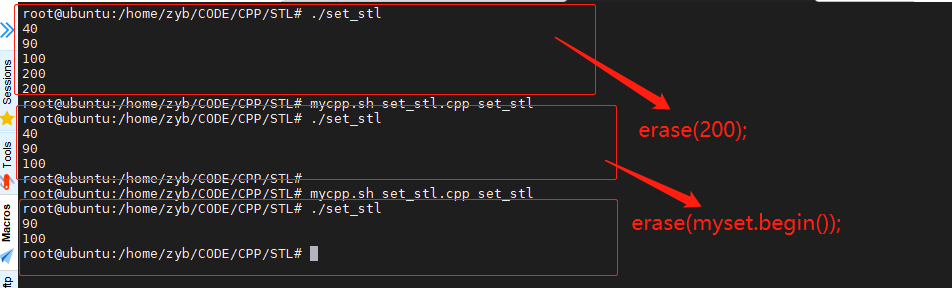 root@ubuntu:/home/zyb/CODE/CPP/STL# ./set_stl
40
90
100
200
200
root@ubuntu:/home/zyb/CODE/CPP/STL# mycpp.sh set_stl.cpp set_stl
root@ubuntu:/home/zyb/CODE/CPP/STL# ./set_stl
40
90
100
root@ubuntu:/home/zyb/CODE/CPP/STL#
root@ubuntu:/home/zyb/CODE/CPP/STL# mycpp.sh set_stl.cpp set_stl
root@ubuntu:/home/zyb/CODE/CPP/STL# ./set_stl
90
100
root@ubuntu:/home/zyb/CODE/CPP/STL#
erase(200);
erase(myset.begin());
Sessions
Tools
Macros
ftp